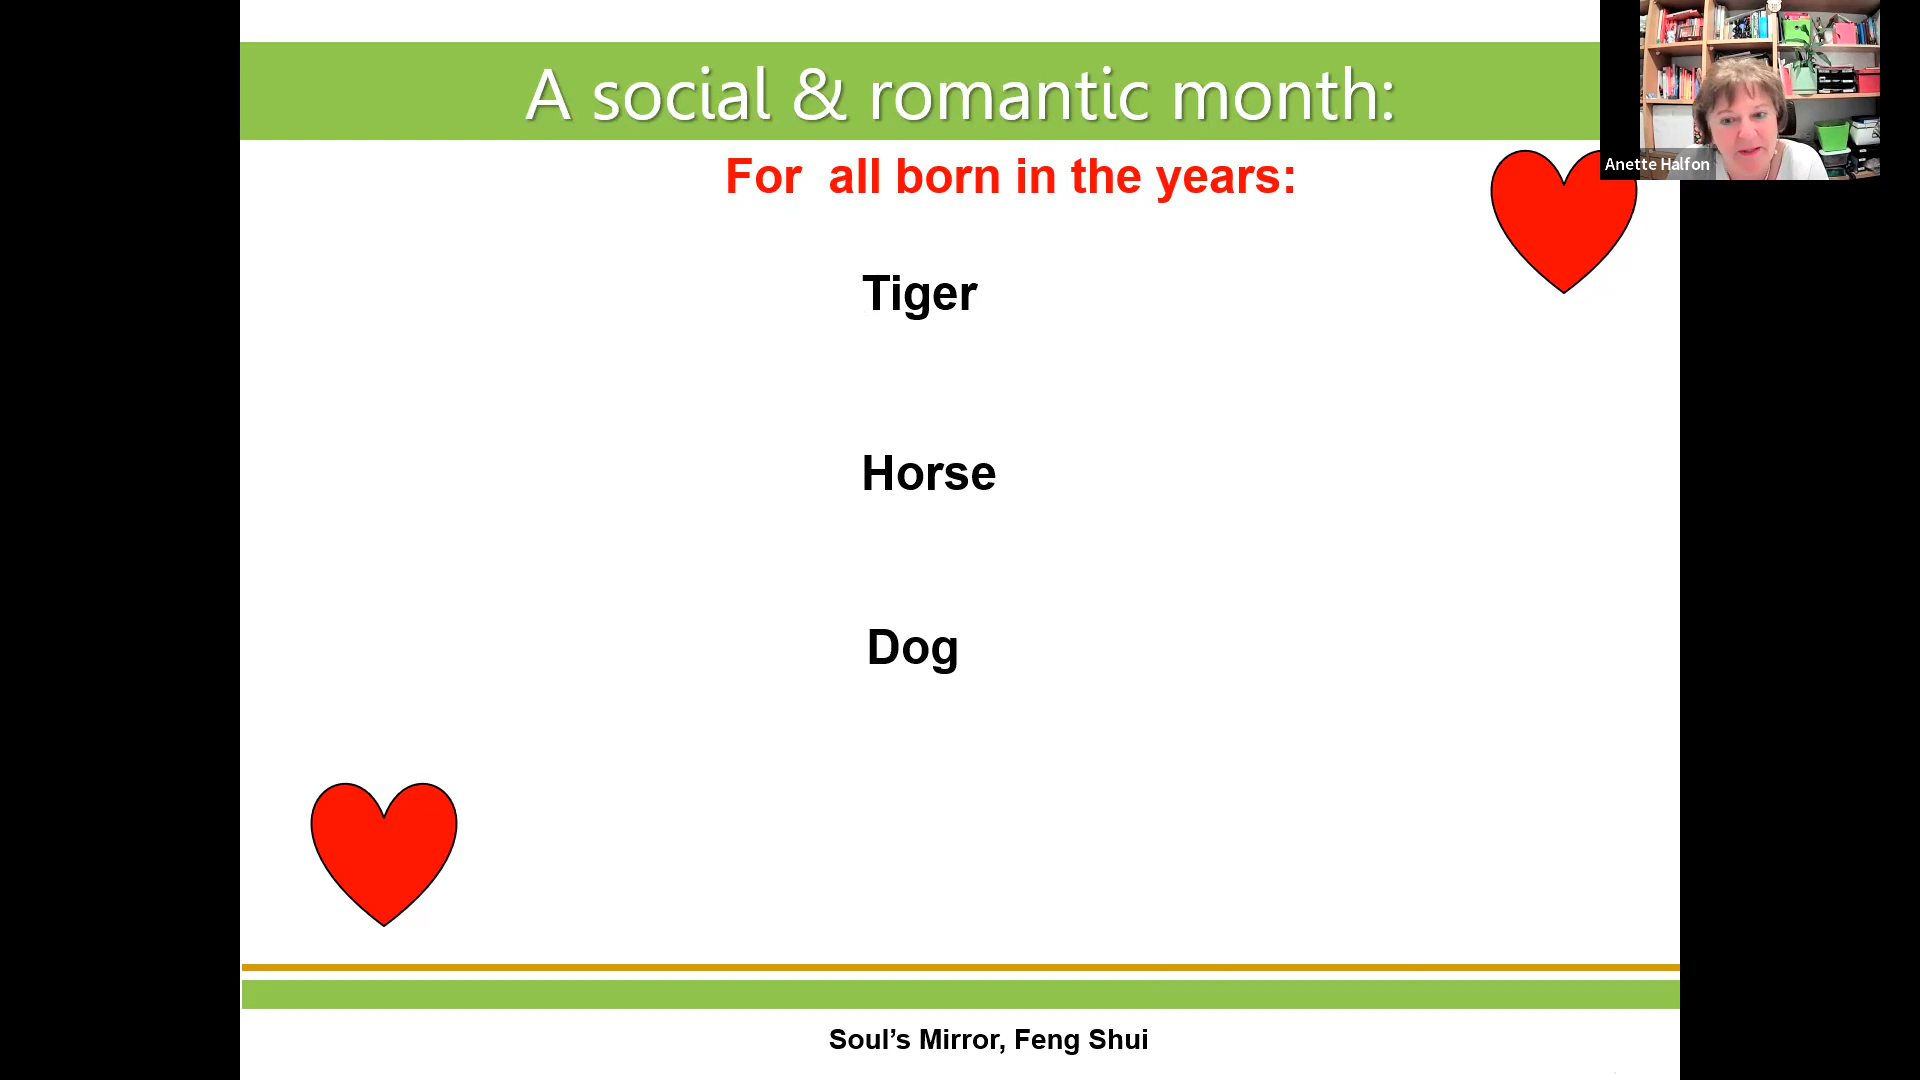 A social & romantic month:
For  all born in the years:
Anette Halfon
Tiger
Horse
Dog
Soul’s Mirror, Feng Shui